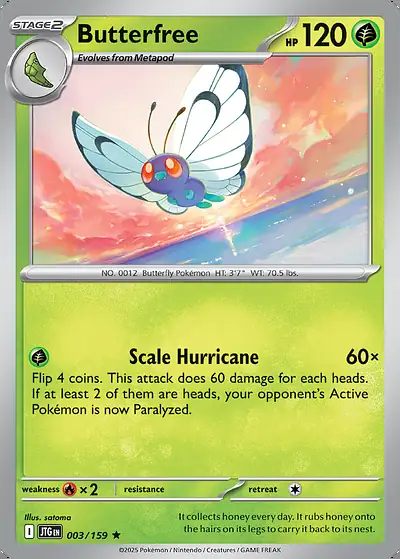 STAGE2 Butterfree HP 120
Evolves from Metapod
NO. 0012 Butterfly Pokémon HT: 3'7" WT: 70.5 lbs.
Scale Hurricane 60×
Flip 4 coins. This attack does 60 damage for each heads.
If at least 2 of them are heads, your opponent's Active
Pokémon is now Paralyzed.
weakness ×2 resistance retreat
Illus. satoma
I JTG EN 003/159 ★
It collects honey every day. It rubs honey onto
the hairs on its legs to carry it back to its nest.
©2025 Pokémon / Nintendo / Creatures / GAME FREAK